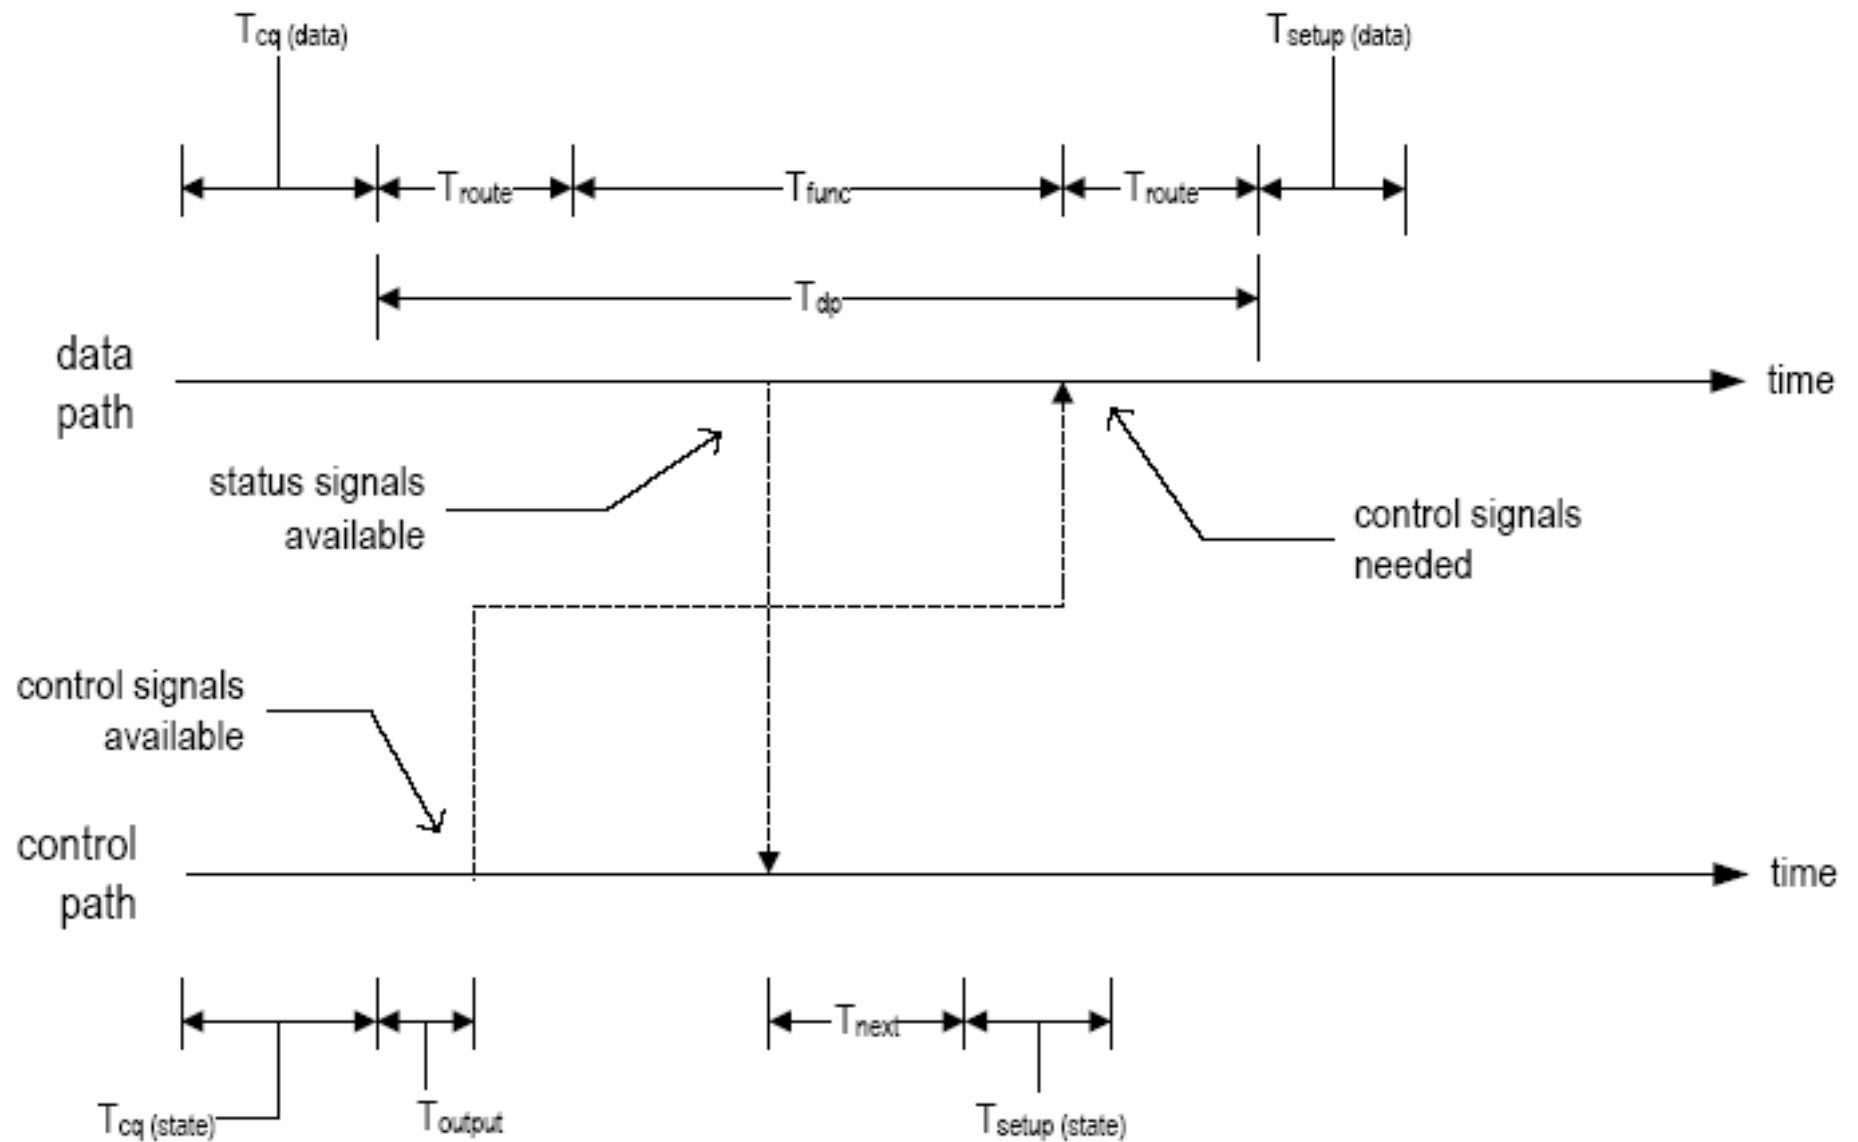 Tcq (data)
Tsetup (data)
Troute
Tfunc
Troute
Tdp
data
path
time
status signals
available
control signals
needed
control signals
available
control
path
time
Tnext
Tcq (state)
Toutput
Tsetup (state)